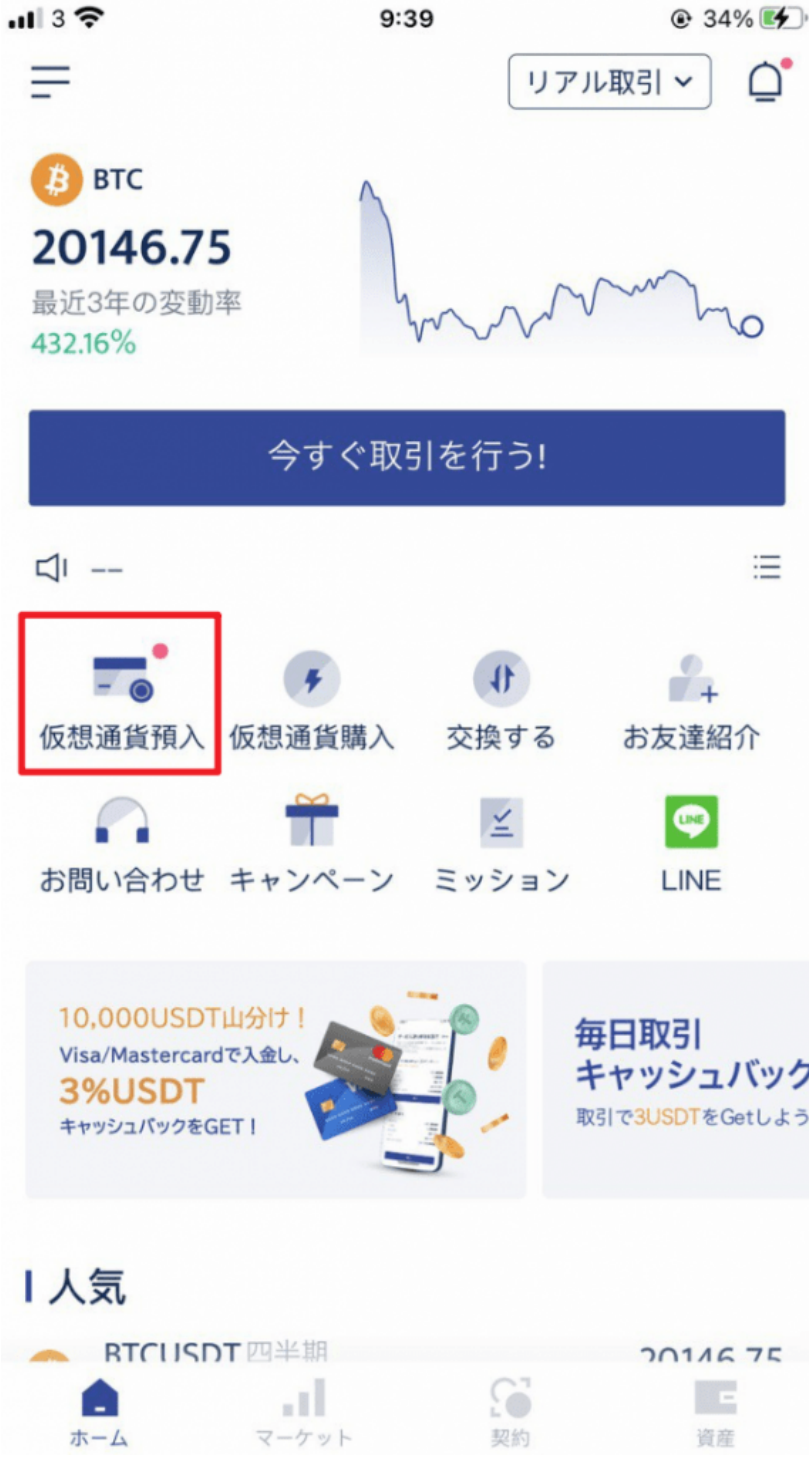 3 9:39 34%
リアル取引
BTC
20146.75
最近3年の変動率
432.16%
今すぐ取引を行う!
--
仮想通貨預入 仮想通貨購入 交換する お友達紹介
LINE
お問い合わせ キャンペーン ミッション LINE
10,000USDT山分け！
Visa/Mastercardで入金し、
3%USDT
キャッシュバックをGET！
毎日取引
キャッシュバック
取引で3USDTをGetしよう
人気
BTCUSDT 四半期 20146.75
ホーム マーケット 契約 資産